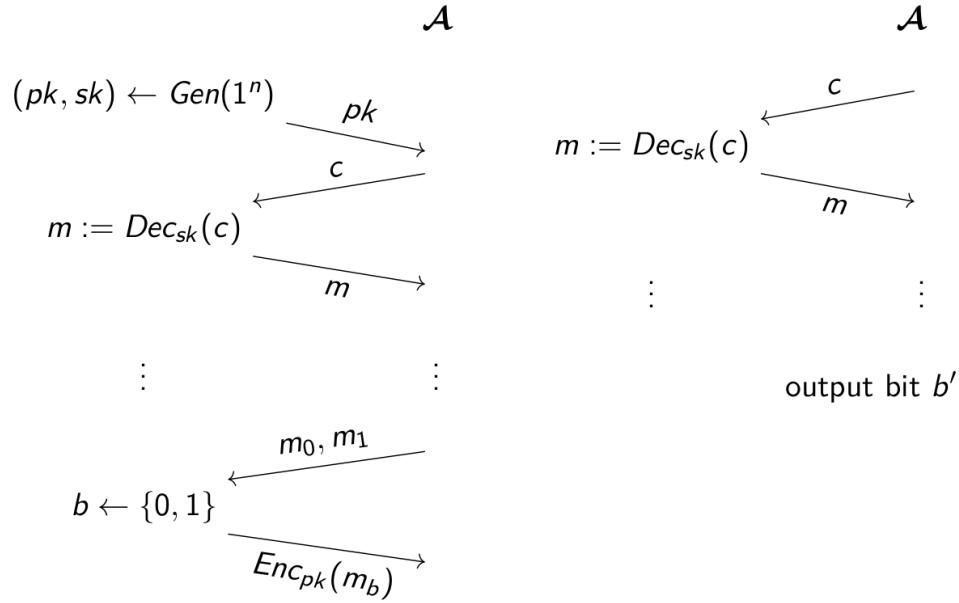 𝓐
(pk, sk) ← Gen(1ⁿ)
pk
c
m := Dec_sk(c)
m
⋮ ⋮
m₀, m₁
b ← {0, 1}
Enc_pk(m_b)
𝓐
c
m := Dec_sk(c)
m
⋮ ⋮
output bit b′